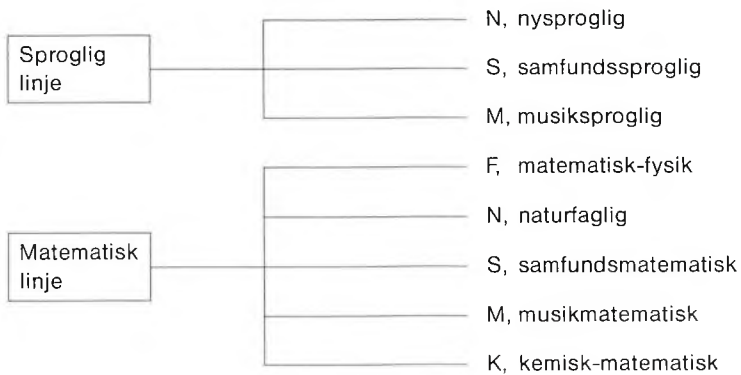 Sproglig
linje
N, nysproglig
S, samfundssproglig
M, musiksproglig
Matematisk
linje
F, matematisk-fysik
N, naturfaglig
S, samfundsmatematisk
M, musikmatematisk
K, kemisk-matematisk